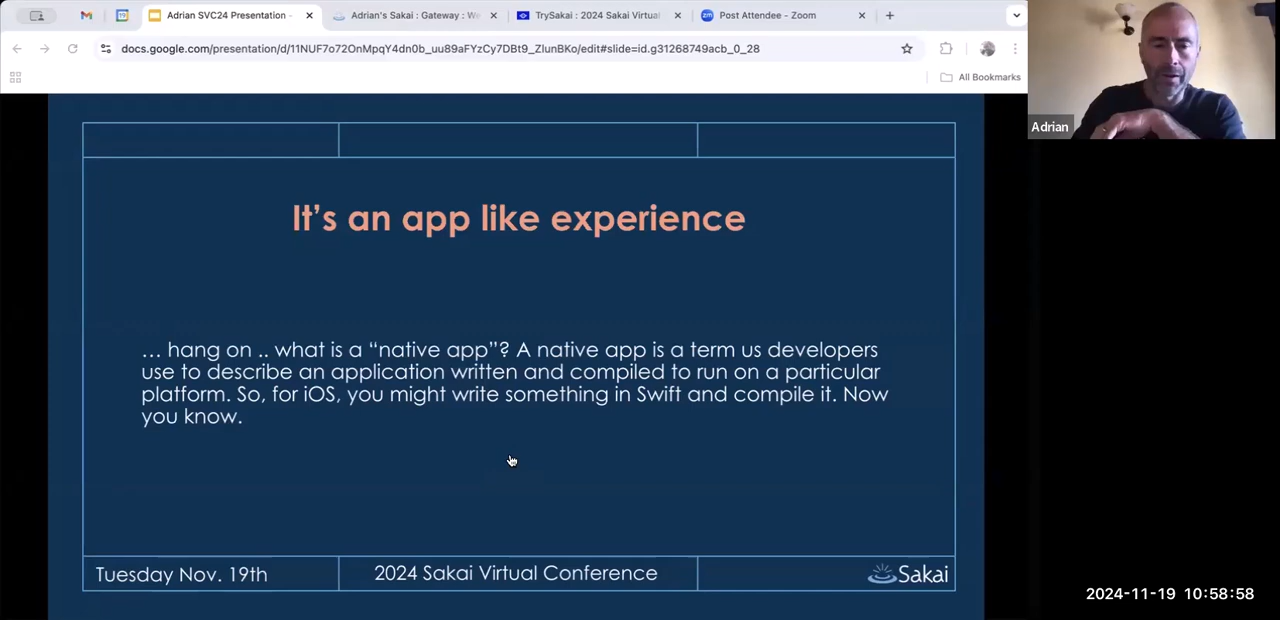 Adrian SVC24 Presentation -
Adrian's Sakai : Gateway : We
TrySakai : 2024 Sakai Virtual
Post Attendee - Zoom
docs.google.com/presentation/d/11NUF7o72OnMpqY4dn0b_uu89aFYzCy7DBt9_ZlunBKo/edit#slide=id.g31268749acb_0_28
All Bookmarks
Adrian
It's an app like experience
… hang on .. what is a “native app”? A native app is a term us developers
use to describe an application written and compiled to run on a particular
platform. So, for iOS, you might write something in Swift and compile it. Now
you know.
Tuesday Nov. 19th
2024 Sakai Virtual Conference
Sakai
2024-11-19 10:58:58